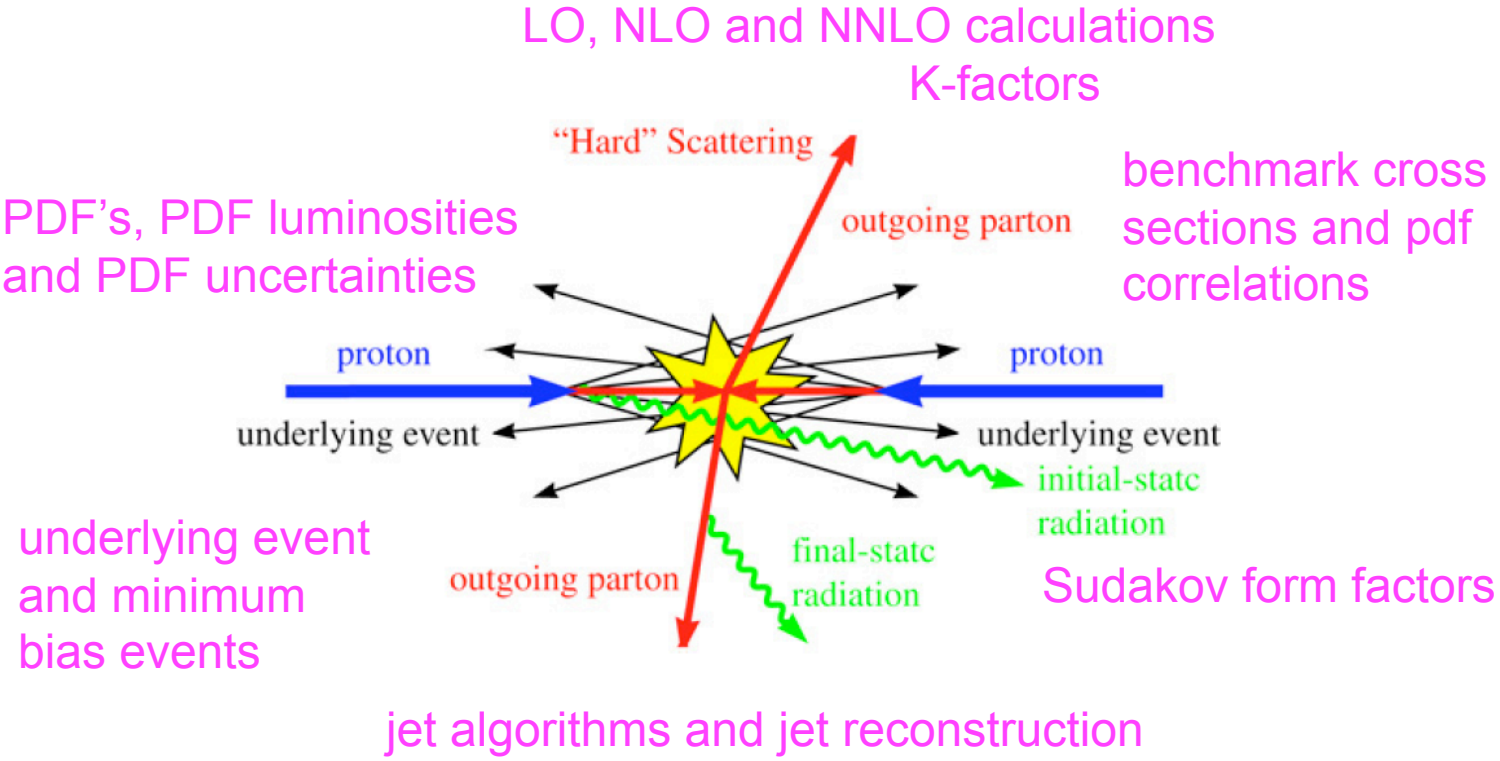 LO, NLO and NNLO calculations
K-factors
“Hard” Scattering
outgoing parton
benchmark cross
sections and pdf
correlations
PDF’s, PDF luminosities
and PDF uncertainties
proton
proton
underlying event
underlying event
initial-statc
radiation
final-statc
radiation
outgoing parton
Sudakov form factors
underlying event
and minimum
bias events
jet algorithms and jet reconstruction